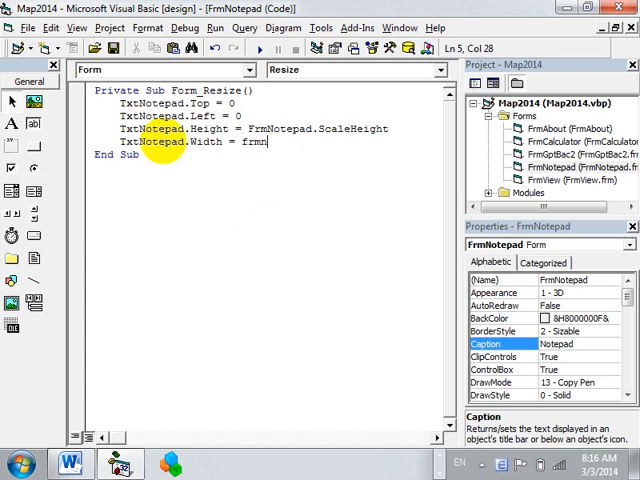 Map2014 - Microsoft Visual Basic [design] - [FrmNotepad (Code)]
File Edit View Project Format Debug Run Query Diagram Tools Add-Ins Window Help
Ln 5, Col 28
General
Form
Resize
Private Sub Form_Resize()
TxtNotepad.Top = 0
TxtNotepad.Left = 0
TxtNotepad.Height = FrmNotepad.ScaleHeight
TxtNotepad.Width = frmn
End Sub
Project - Map2014
Map2014 (Map2014.vbp)
Forms
FrmAbout (FrmAbout.
FrmCalculator (FrmCalculator.
FrmGptBac2 (FrmGptBac2.f
FrmNotepad (FrmNotepad.fr
FrmView (FrmView.frm)
Modules
Properties - FrmNotepad
FrmNotepad Form
Alphabetic Categorized
(Name) FrmNotepad
Appearance 1 - 3D
AutoRedraw False
BackColor &H8000000F&
BorderStyle 2 - Sizable
Caption Notepad
ClipControls True
ControlBox True
DrawMode 13 - Copy Pen
DrawStyle 0 - Solid
Caption
Returns/sets the text displayed in an object's title bar or below an object's icon.
EN
8:16 AM
3/3/2014